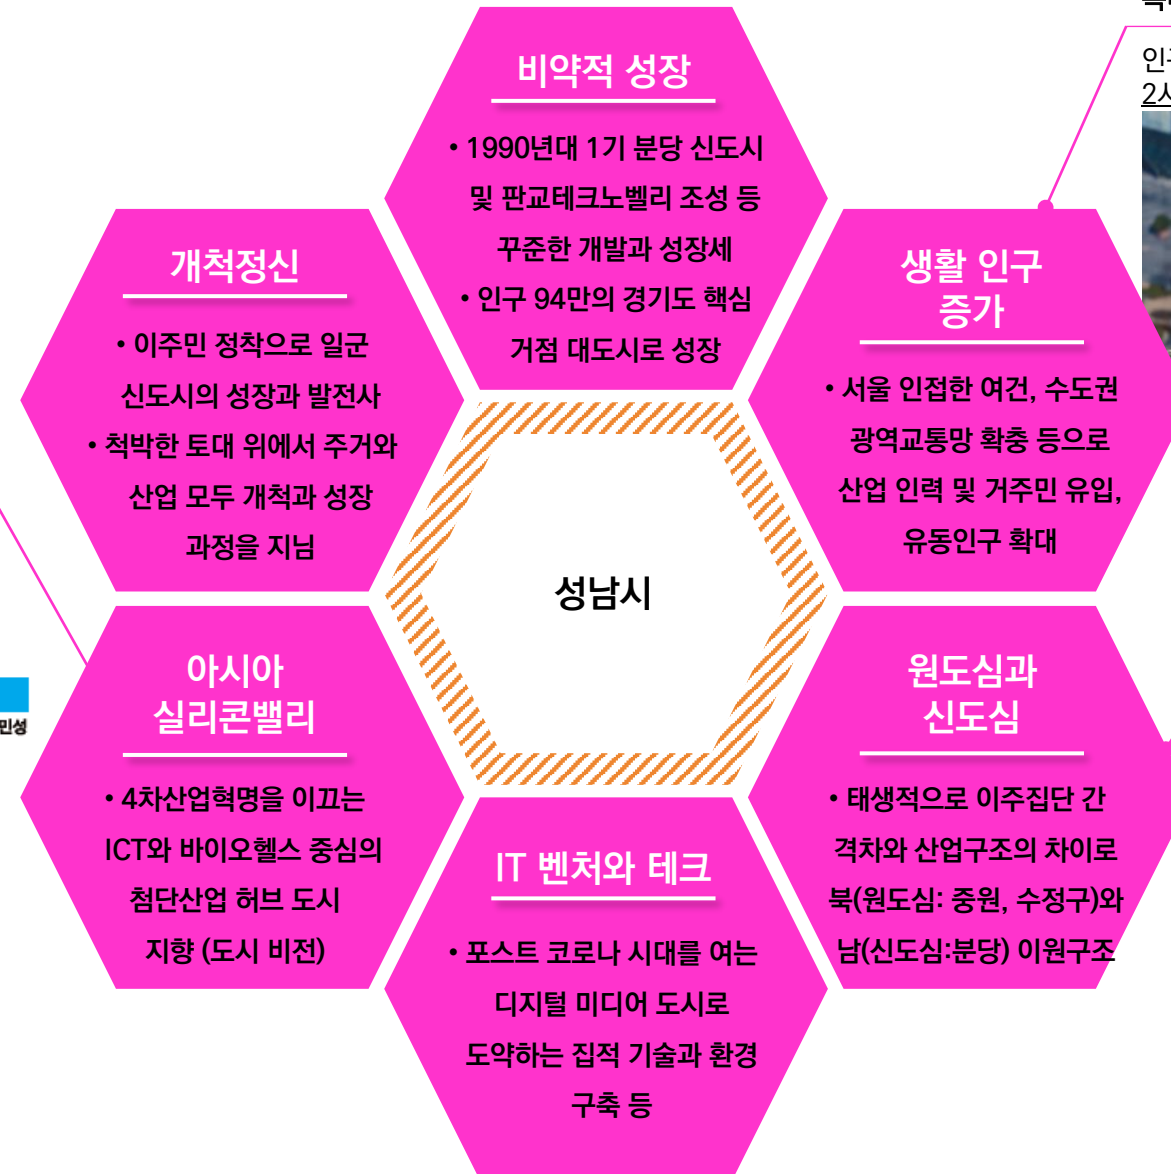 비약적 성장
• 1990년대 1기 분당 신도시
및 판교테크노벨리 조성 등
꾸준한 개발과 성장세
• 인구 94만의 경기도 핵심
거점 대도시로 성장
개척정신
• 이주민 정착으로 일군
신도시의 성장과 발전사
• 척박한 토대 위에서 주거와
산업 모두 개척과 성장
과정을 지님
생활 인구
증가
• 서울 인접한 여건, 수도권
광역교통망 확충 등으로
산업 인력 및 거주민 유입,
유동인구 확대
성남시
아시아
실리콘밸리
• 4차산업혁명을 이끄는
ICT와 바이오헬스 중심의
첨단산업 허브 도시
지향 (도시 비전)
IT 벤처와 테크
• 포스트 코로나 시대를 여는
디지털 미디어 도시로
도약하는 집적 기술과 환경
구축 등
원도심과
신도심
• 태생적으로 이주집단 간
격차와 산업구조의 차이로
북(원도심: 중원, 수정구)와
남(신도심:분당) 이원구조
민성